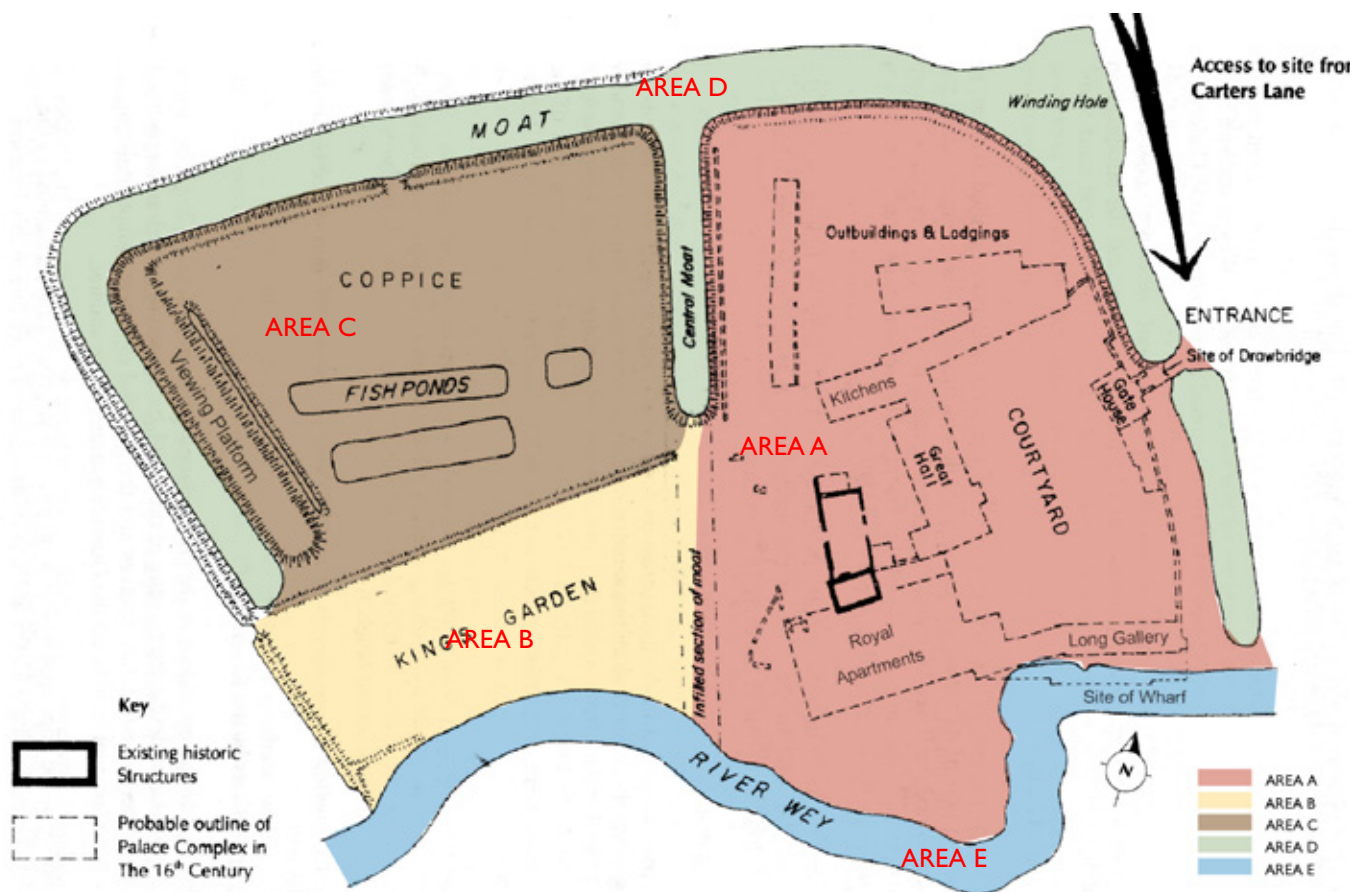 AREA D
MOAT
Winding Hole
Access to site from
Carters Lane
Outbuildings & Lodgings
COPPICE
Central Moat
AREA C
ENTRANCE
Site of Drawbridge
Viewing Platform
FISH PONDS
Kitchens
Gate
House
COURTYARD
AREA A
Great
Hall
KING'S GARDEN
AREA B
Infilled section of moat
Royal
Apartments
Long Gallery
Site of Wharf
RIVER WEY
AREA E
N
Key
Existing historic
Structures
Probable outline of
Palace Complex in
The 16th Century
AREA A
AREA B
AREA C
AREA D
AREA E